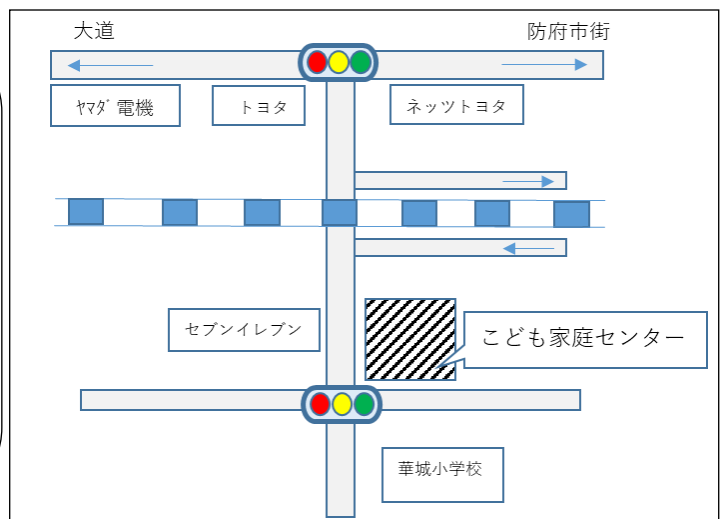 大道
防府市街
ﾔﾏﾀﾞ電機
トヨタ
ネッツトヨタ
セブンイレブン
こども家庭センター
華城小学校